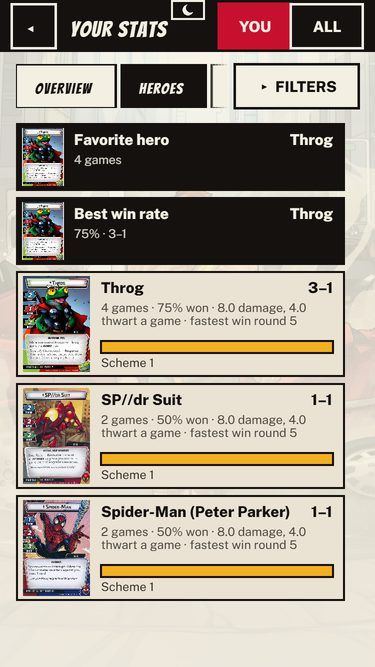 YOUR STATS
YOU
ALL
OVERVIEW
HEROES
FILTERS
Favorite hero
Throg
4 games
Best win rate
Throg
75% · 3–1
Throg
3–1
4 games · 75% won · 8.0 damage, 4.0
thwart a game · fastest win round 5
Scheme 1
SP//dr Suit
1–1
2 games · 50% won · 8.0 damage, 4.0
thwart a game · fastest win round 5
Scheme 1
Spider-Man (Peter Parker)
1–1
2 games · 50% won · 8.0 damage, 4.0
thwart a game · fastest win round 5
Scheme 1